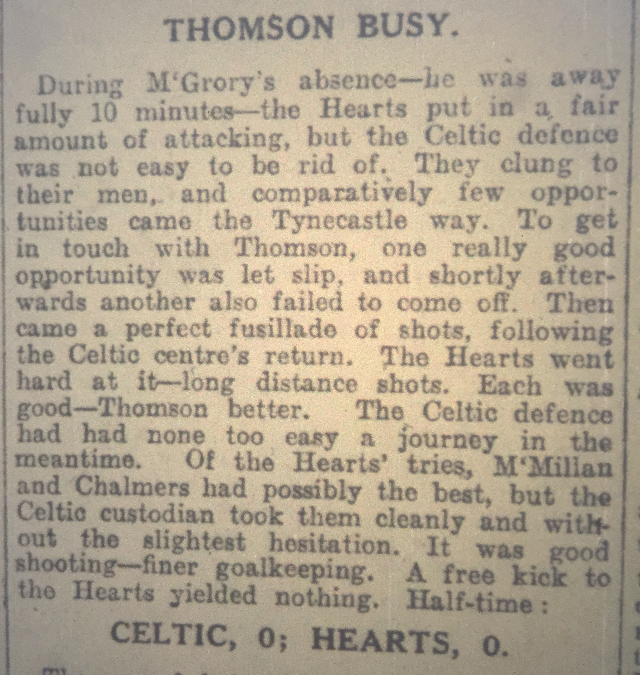 THOMSON BUSY.
During M'Grory's absence—he was away
fully 10 minutes—the Hearts put in a fair
amount of attacking, but the Celtic defence
was not easy to be rid of. They clung to
their men, and comparatively few oppor-
tunities came the Tynecastle way. To get
in touch with Thomson, one really good
opportunity was let slip, and shortly after-
wards another also failed to come off. Then
came a perfect fusillade of shots, following
the Celtic centre's return. The Hearts went
hard at it—long distance shots. Each was
good—Thomson better. The Celtic defence
had had none too easy a journey in the
meantime. Of the Hearts' tries, M'Milian
and Chalmers had possibly the best, but the
Celtic custodian took them cleanly and with-
out the slightest hesitation. It was good
shooting—finer goalkeeping. A free kick to
the Hearts yielded nothing. Half-time:
CELTIC, 0; HEARTS, 0.